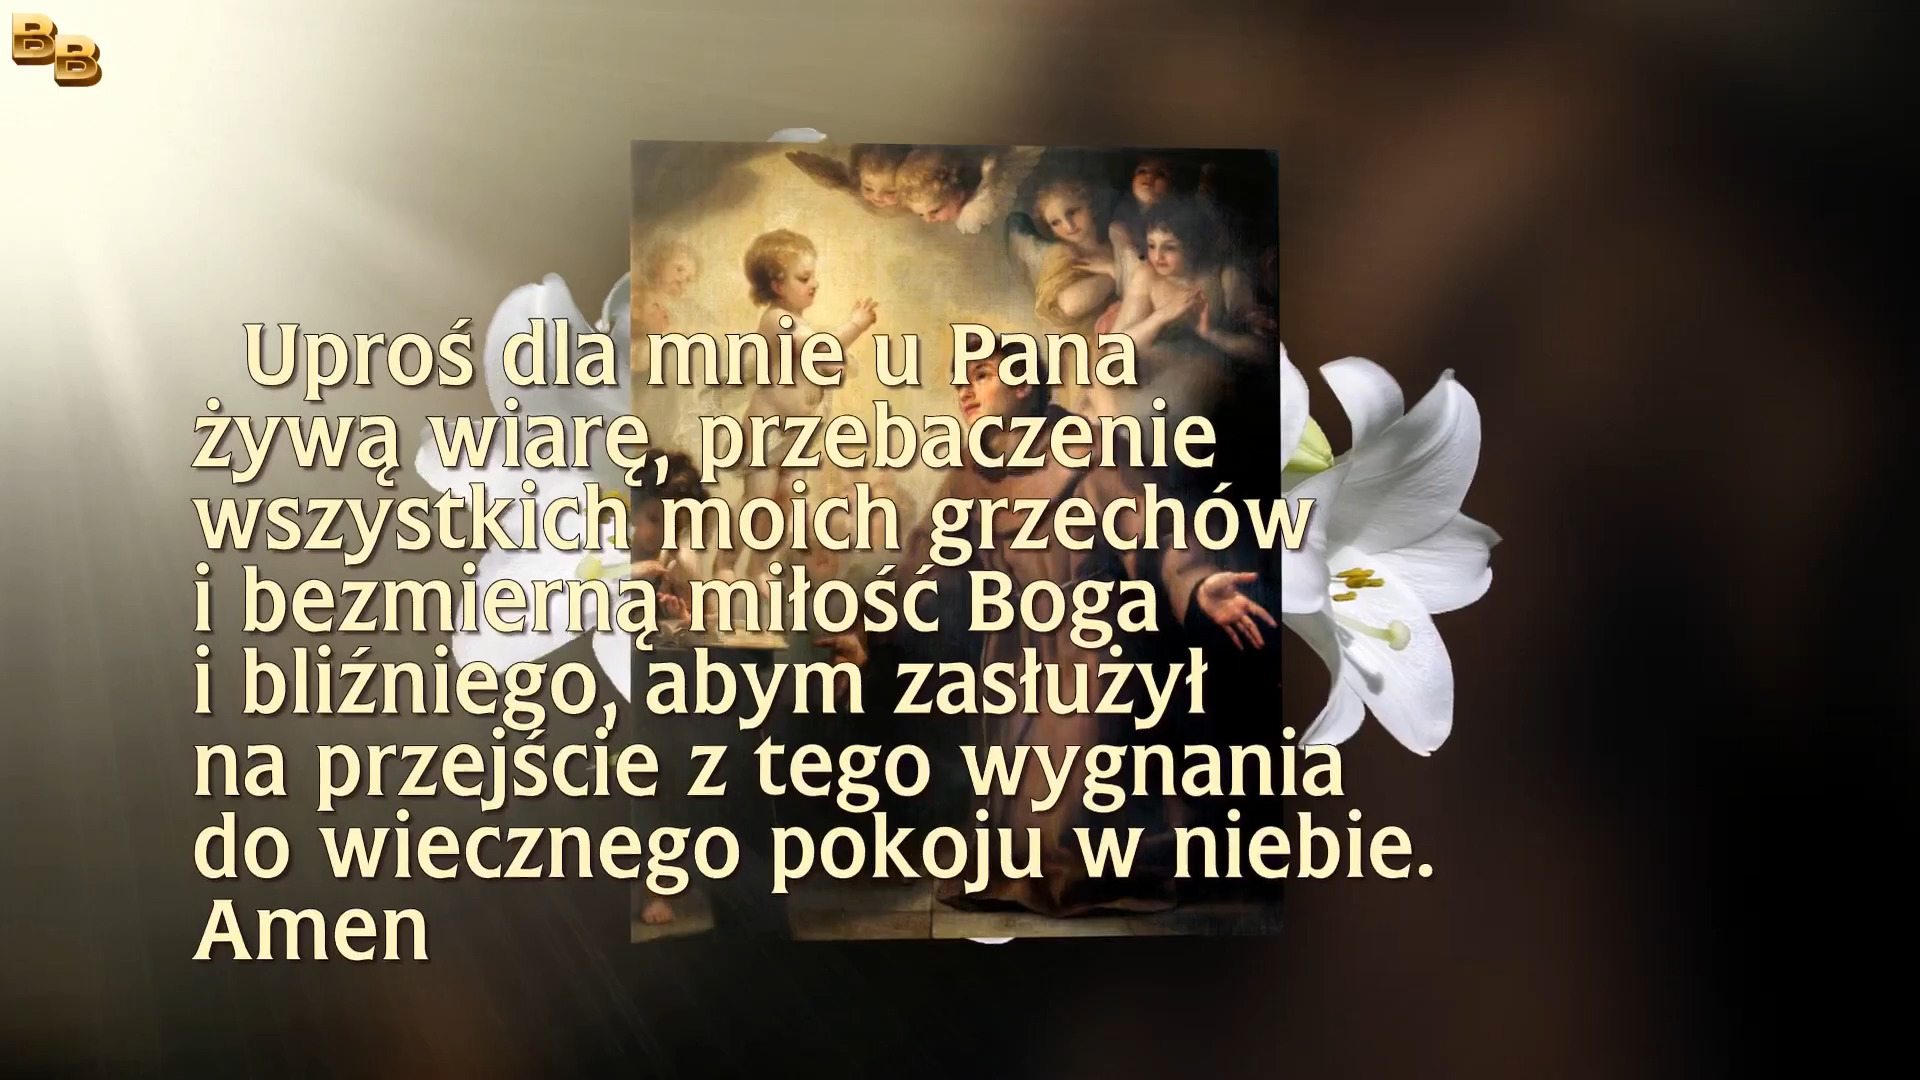 BB
Uproś dla mnie u Pana
żywą wiarę, przebaczenie
wszystkich moich grzechów
i bezmierną miłość Boga
i bliźniego, abym zasłużył
na przejście z tego wygnania
do wiecznego pokoju w niebie.
Amen